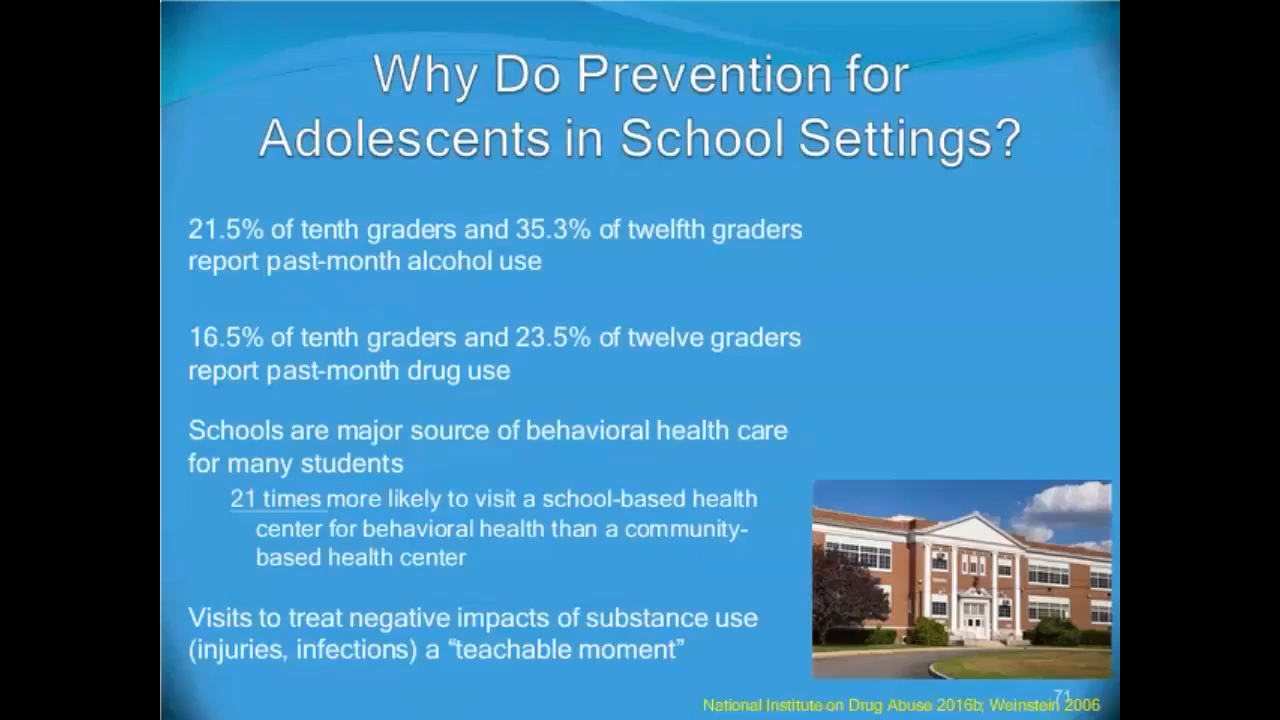 Why Do Prevention for
Adolescents in School Settings?
21.5% of tenth graders and 35.3% of twelfth graders
report past-month alcohol use
16.5% of tenth graders and 23.5% of twelve graders
report past-month drug use
Schools are major source of behavioral health care
for many students
21 times more likely to visit a school-based health
center for behavioral health than a community-
based health center
Visits to treat negative impacts of substance use
(injuries, infections) a “teachable moment”
71
National Institute on Drug Abuse 2016b; Weinstein 2006